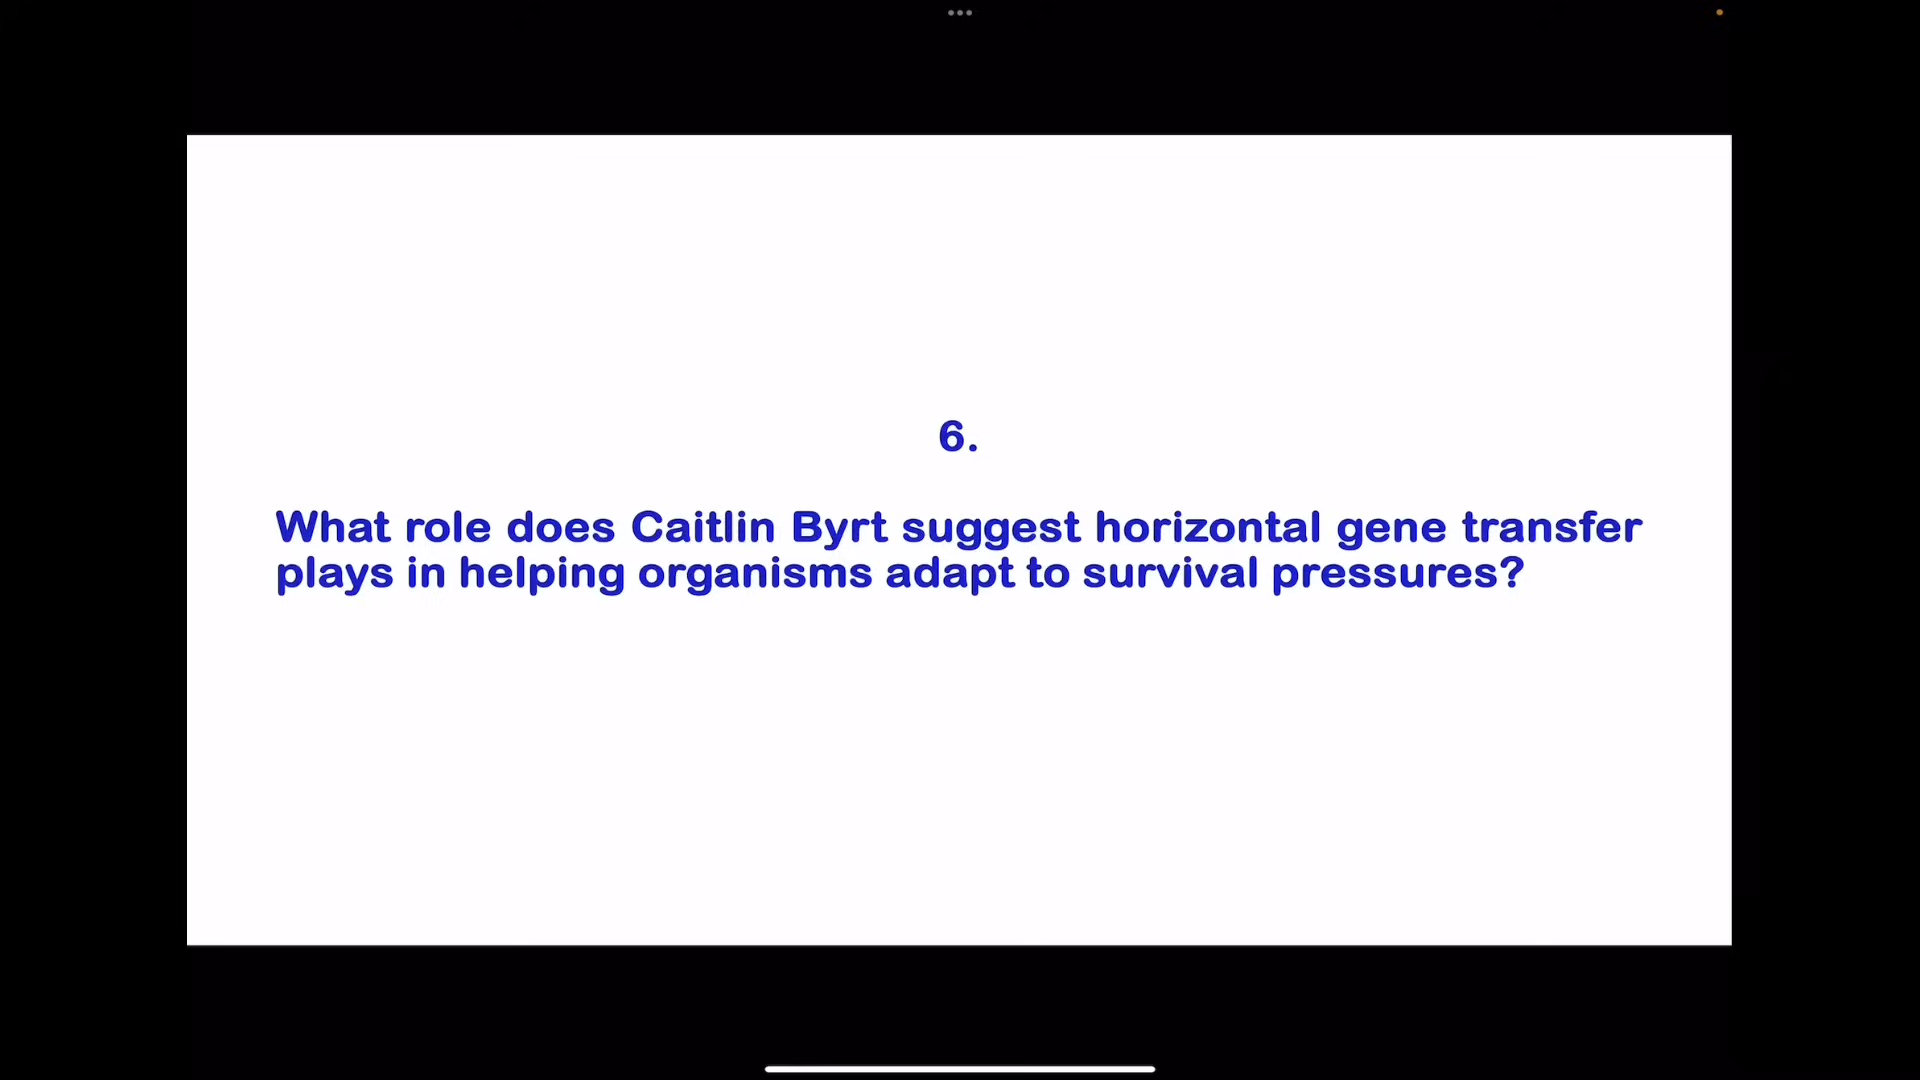 6.
What role does Caitlin Byrt suggest horizontal gene transfer
plays in helping organisms adapt to survival pressures?